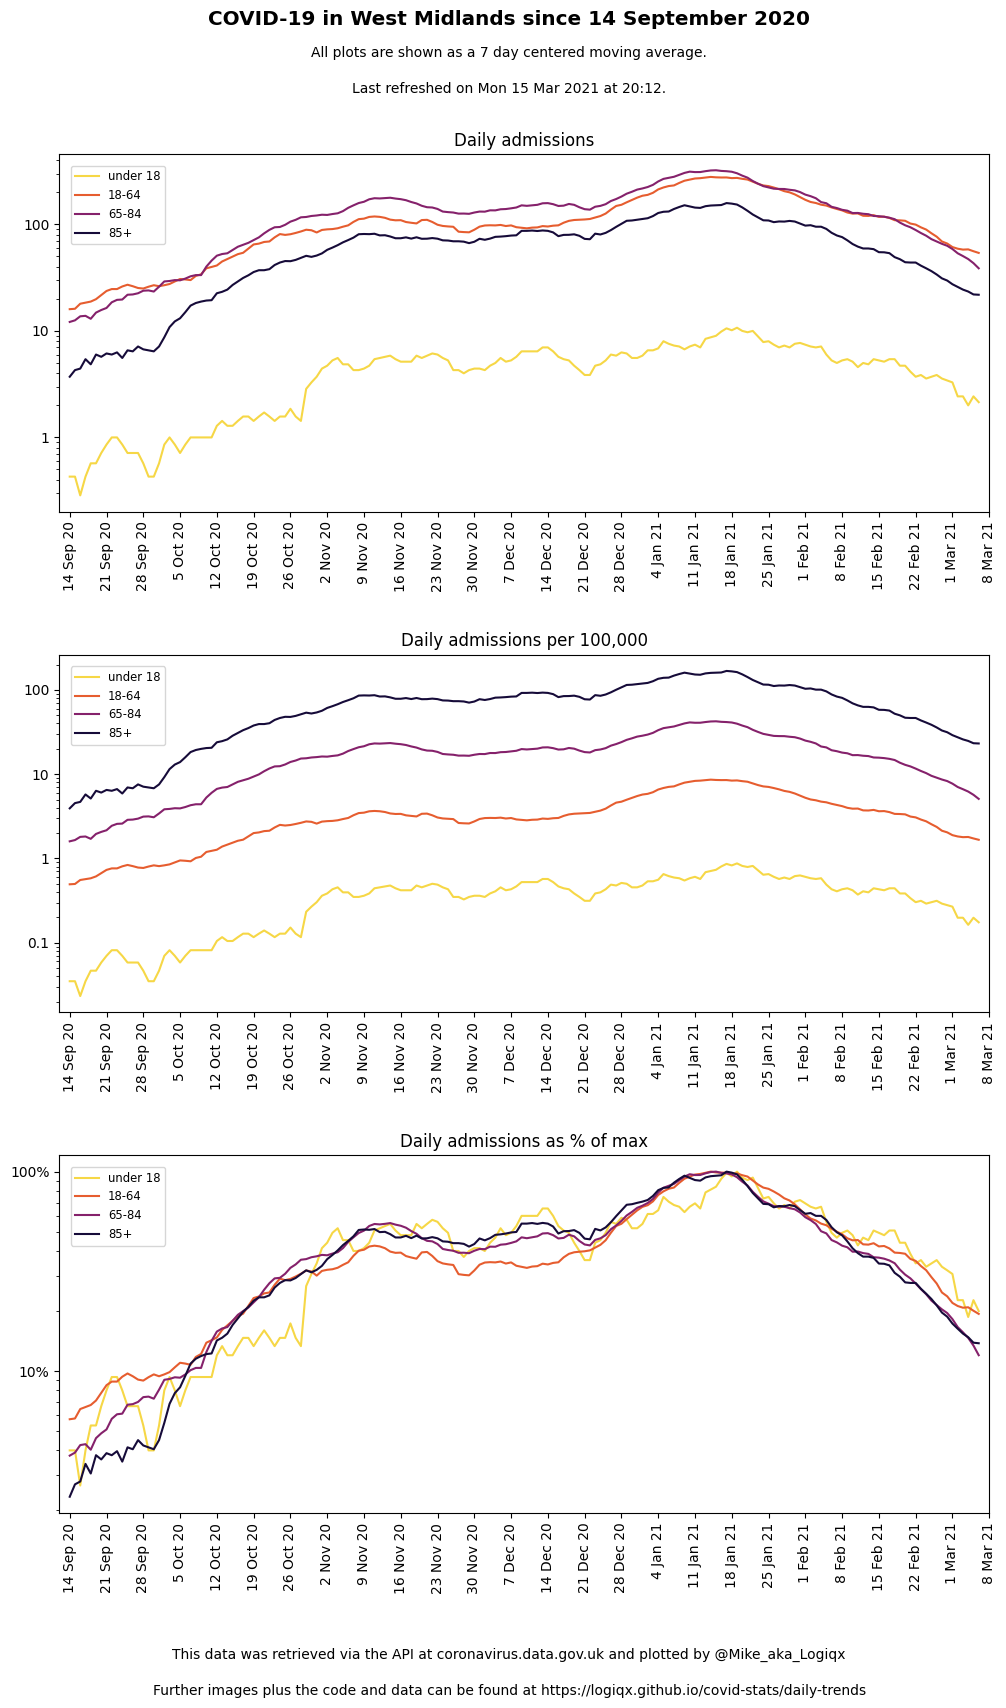 COVID-19 in West Midlands since 14 September 2020
All plots are shown as a 7 day centered moving average.
Last refreshed on Mon 15 Mar 2021 at 20:12.
Daily admissions
under 18
18-64
65-84
85+
100
10
1
14 Sep 20
21 Sep 20
28 Sep 20
5 Oct 20
12 Oct 20
19 Oct 20
26 Oct 20
2 Nov 20
9 Nov 20
16 Nov 20
23 Nov 20
30 Nov 20
7 Dec 20
14 Dec 20
21 Dec 20
28 Dec 20
4 Jan 21
11 Jan 21
18 Jan 21
25 Jan 21
1 Feb 21
8 Feb 21
15 Feb 21
22 Feb 21
1 Mar 21
8 Mar 21
Daily admissions per 100,000
under 18
18-64
65-84
85+
100
10
1
0.1
14 Sep 20
21 Sep 20
28 Sep 20
5 Oct 20
12 Oct 20
19 Oct 20
26 Oct 20
2 Nov 20
9 Nov 20
16 Nov 20
23 Nov 20
30 Nov 20
7 Dec 20
14 Dec 20
21 Dec 20
28 Dec 20
4 Jan 21
11 Jan 21
18 Jan 21
25 Jan 21
1 Feb 21
8 Feb 21
15 Feb 21
22 Feb 21
1 Mar 21
8 Mar 21
Daily admissions as % of max
under 18
18-64
65-84
85+
100%
10%
14 Sep 20
21 Sep 20
28 Sep 20
5 Oct 20
12 Oct 20
19 Oct 20
26 Oct 20
2 Nov 20
9 Nov 20
16 Nov 20
23 Nov 20
30 Nov 20
7 Dec 20
14 Dec 20
21 Dec 20
28 Dec 20
4 Jan 21
11 Jan 21
18 Jan 21
25 Jan 21
1 Feb 21
8 Feb 21
15 Feb 21
22 Feb 21
1 Mar 21
8 Mar 21
This data was retrieved via the API at coronavirus.data.gov.uk and plotted by @Mike_aka_Logiqx
Further images plus the code and data can be found at https://logiqx.github.io/covid-stats/daily-trends